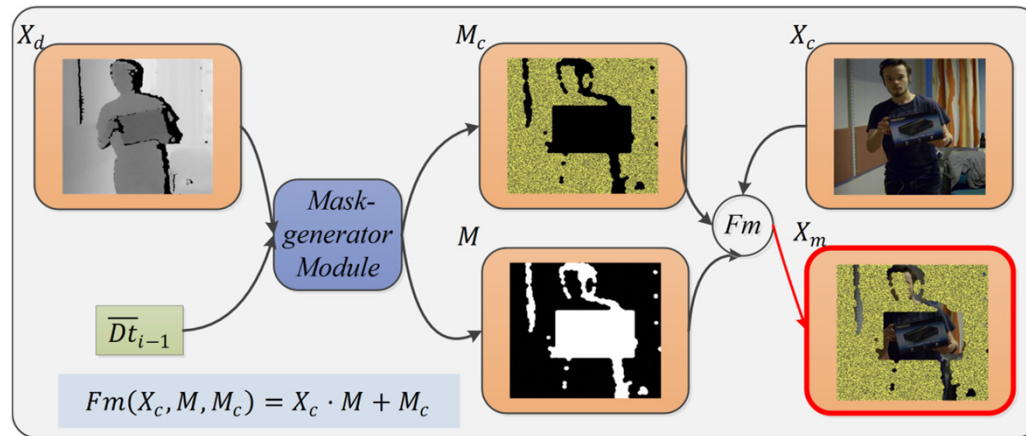 X_d
M_c
X_c
Mask-
generator
Module
Fm
M
X_m
\overline{Dt}_{i-1}
Fm(X_c, M, M_c) = X_c · M + M_c